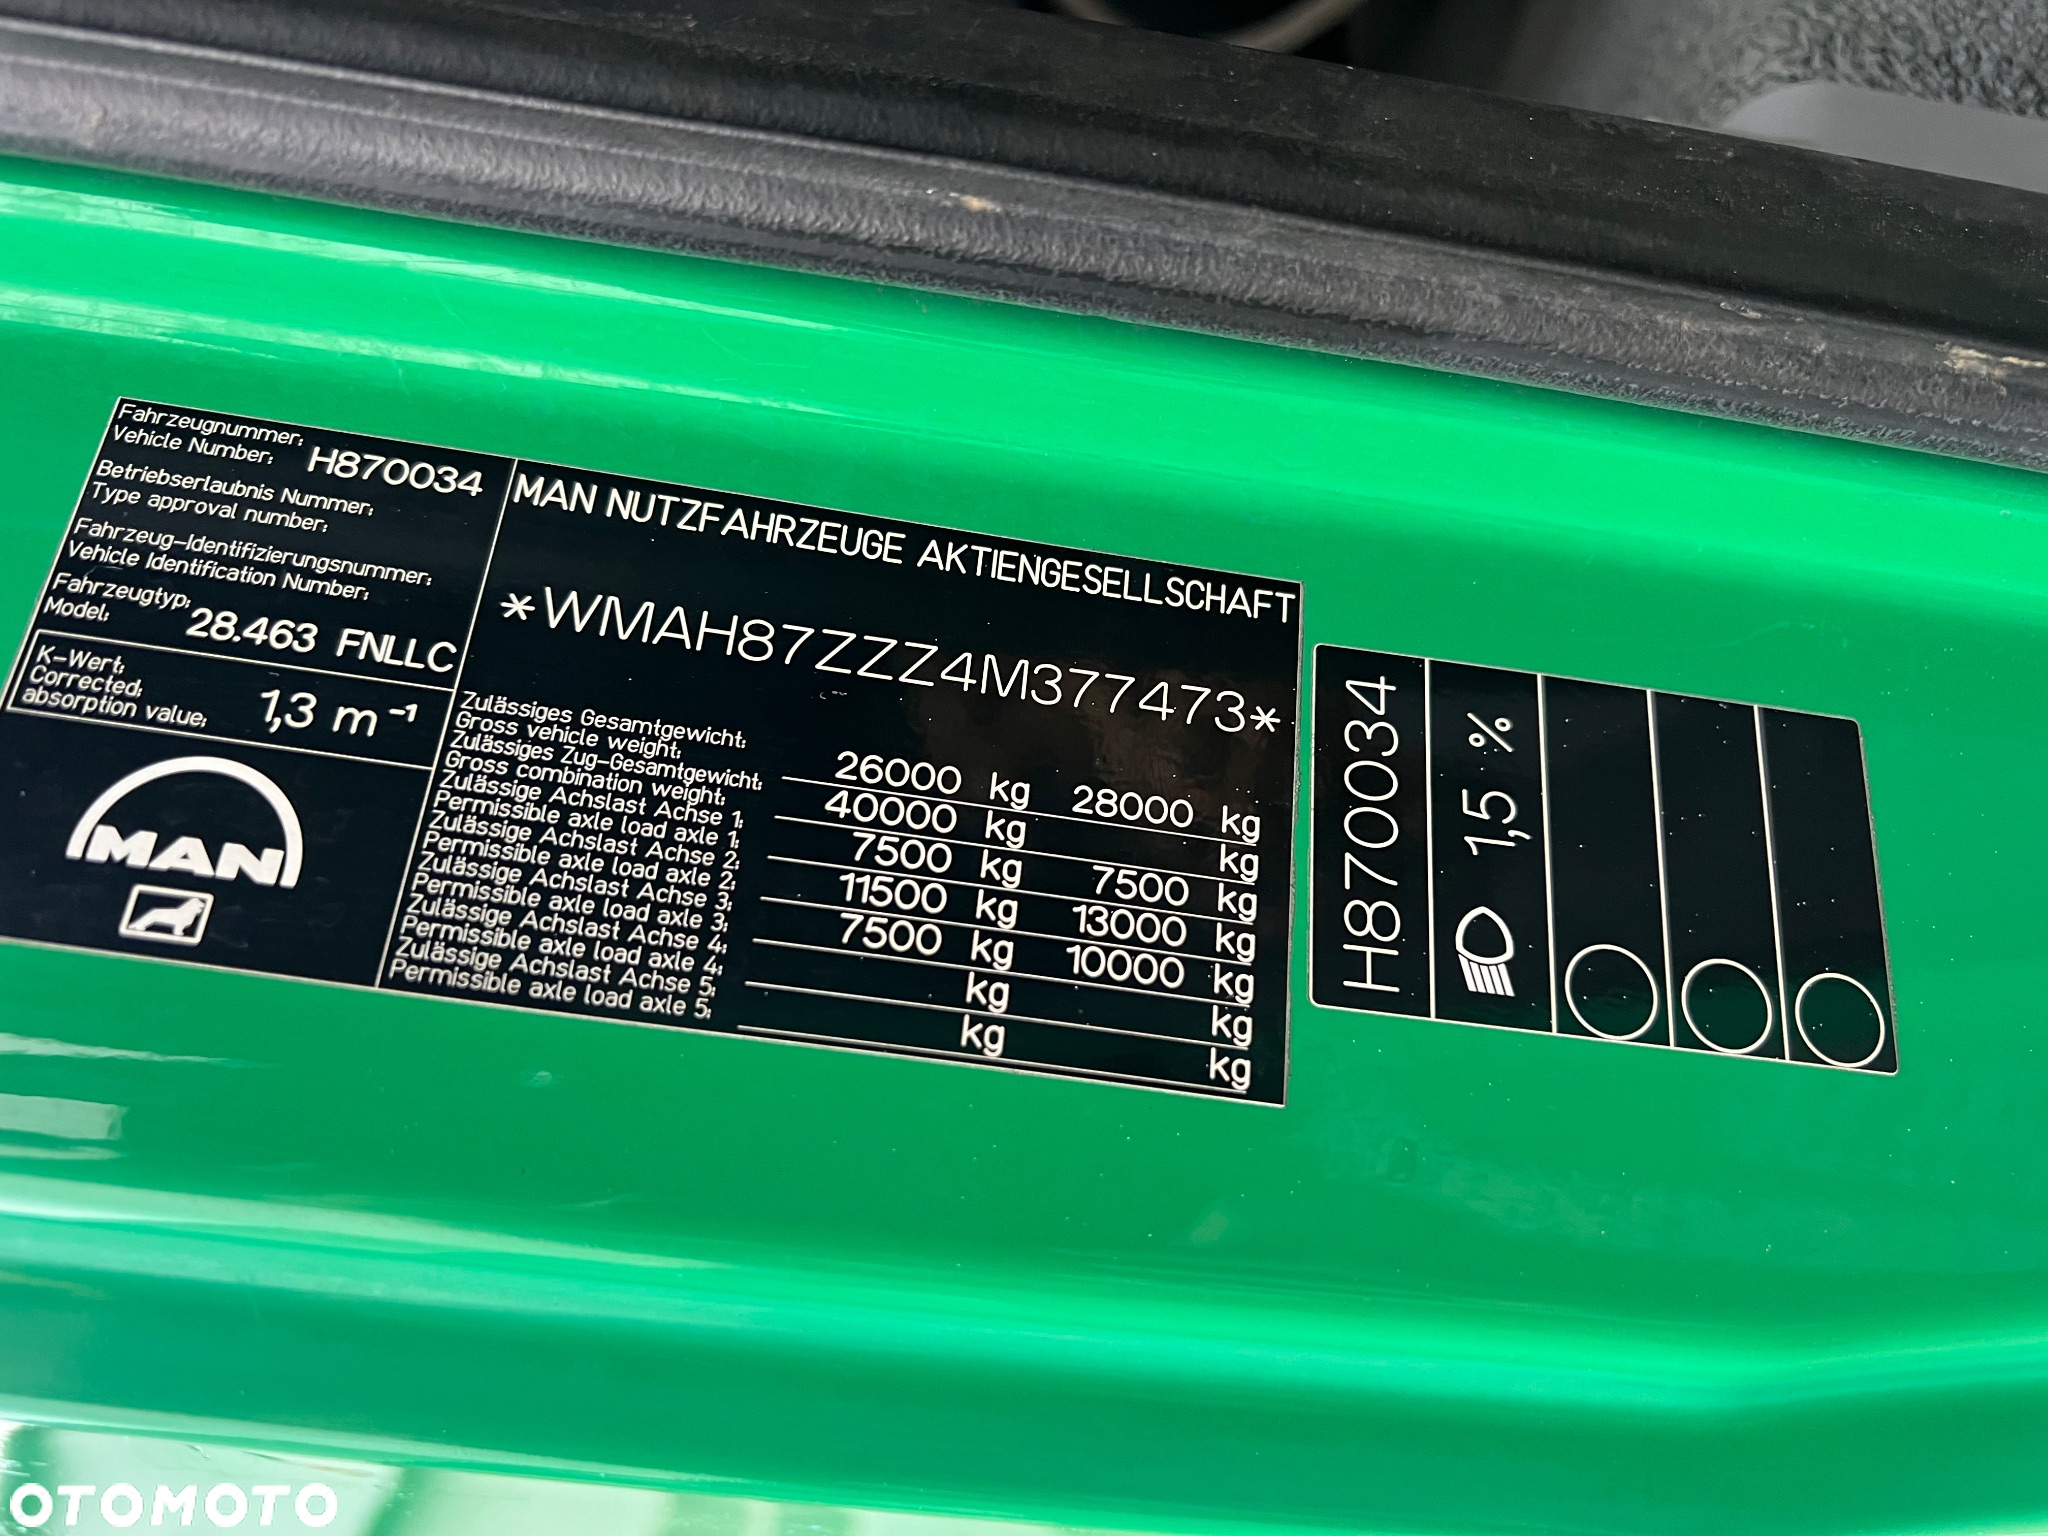 Fahrzeugnummer:
Vehicle Number: H870034
Betriebserlaubnis Nummer:
Type approval number:
Fahrzeug-Identifizierungsnummer:
Vehicle Identification Number:
Fahrzeugtyp:
Model: 28.463 FNLLC
K-Wert:
Corrected:
absorption value: 1,3 m⁻¹
MAN
MAN NUTZFAHRZEUGE AKTIENGESELLSCHAFT
*WMAH87ZZZ4M377473*
Zulässiges Gesamtgewicht:
Gross vehicle weight: 26000 kg 28000 kg
Zulässiges Zug-Gesamtgewicht:
Gross combination weight: 40000 kg kg
Zulässige Achslast Achse 1:
Permissible axle load axle 1: 7500 kg 7500 kg
Zulässige Achslast Achse 2:
Permissible axle load axle 2: 11500 kg 13000 kg
Zulässige Achslast Achse 3:
Permissible axle load axle 3: 7500 kg 10000 kg
Zulässige Achslast Achse 4:
Permissible axle load axle 4: kg kg
Zulässige Achslast Achse 5:
Permissible axle load axle 5: kg kg
H870034
1,5 %
OTOMOTO